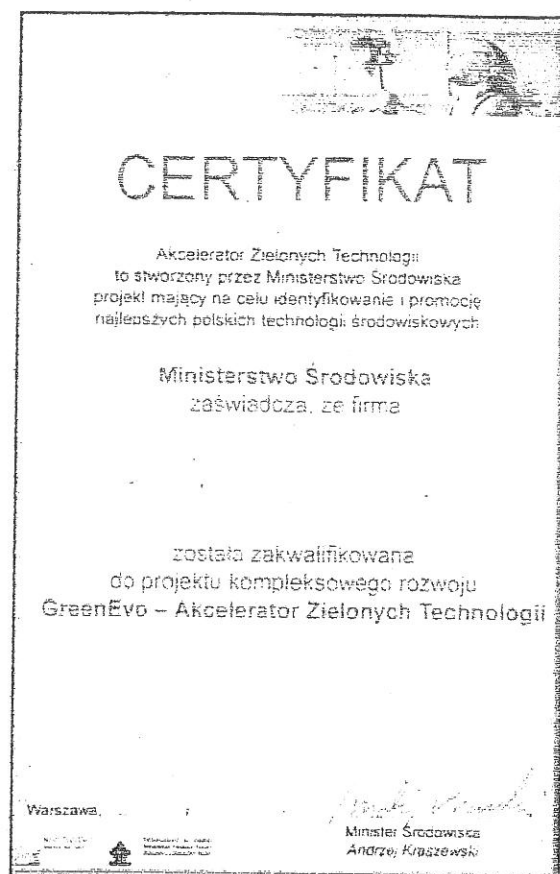 CERTYFIKAT
Akcelerator Zielonych Technologii
to stworzony przez Ministerstwo Środowiska
projekt mający na celu identyfikowanie i promocję
najlepszych polskich technologii środowiskowych
Ministerstwo Środowiska
zaświadcza, ze firma
została zakwalifikowana
do projektu kompleksowego rozwoju
GreenEvo – Akcelerator Zielonych Technologii
Warszawa,
Minister Środowiska
Andrzej Kraszewski